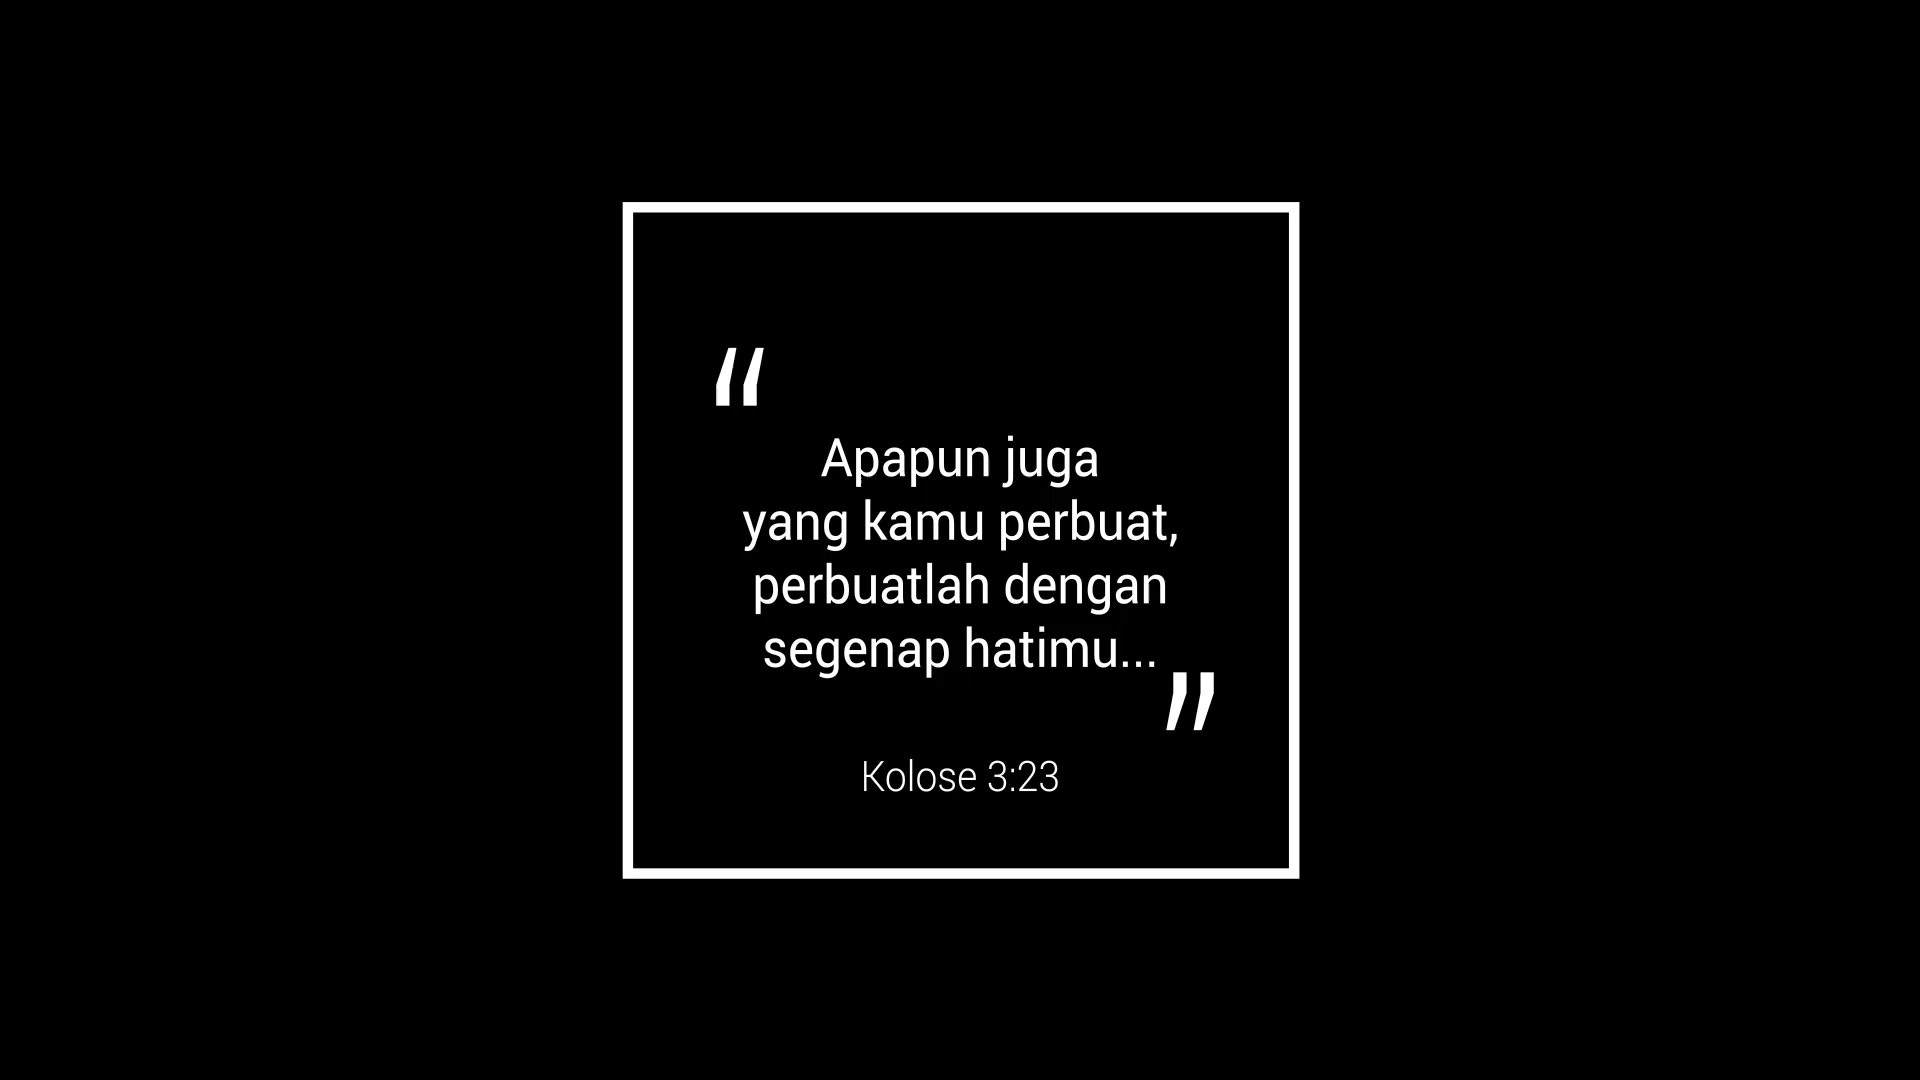 “
Apapun juga
yang kamu perbuat,
perbuatlah dengan
segenap hatimu...
”
Kolose 3:23